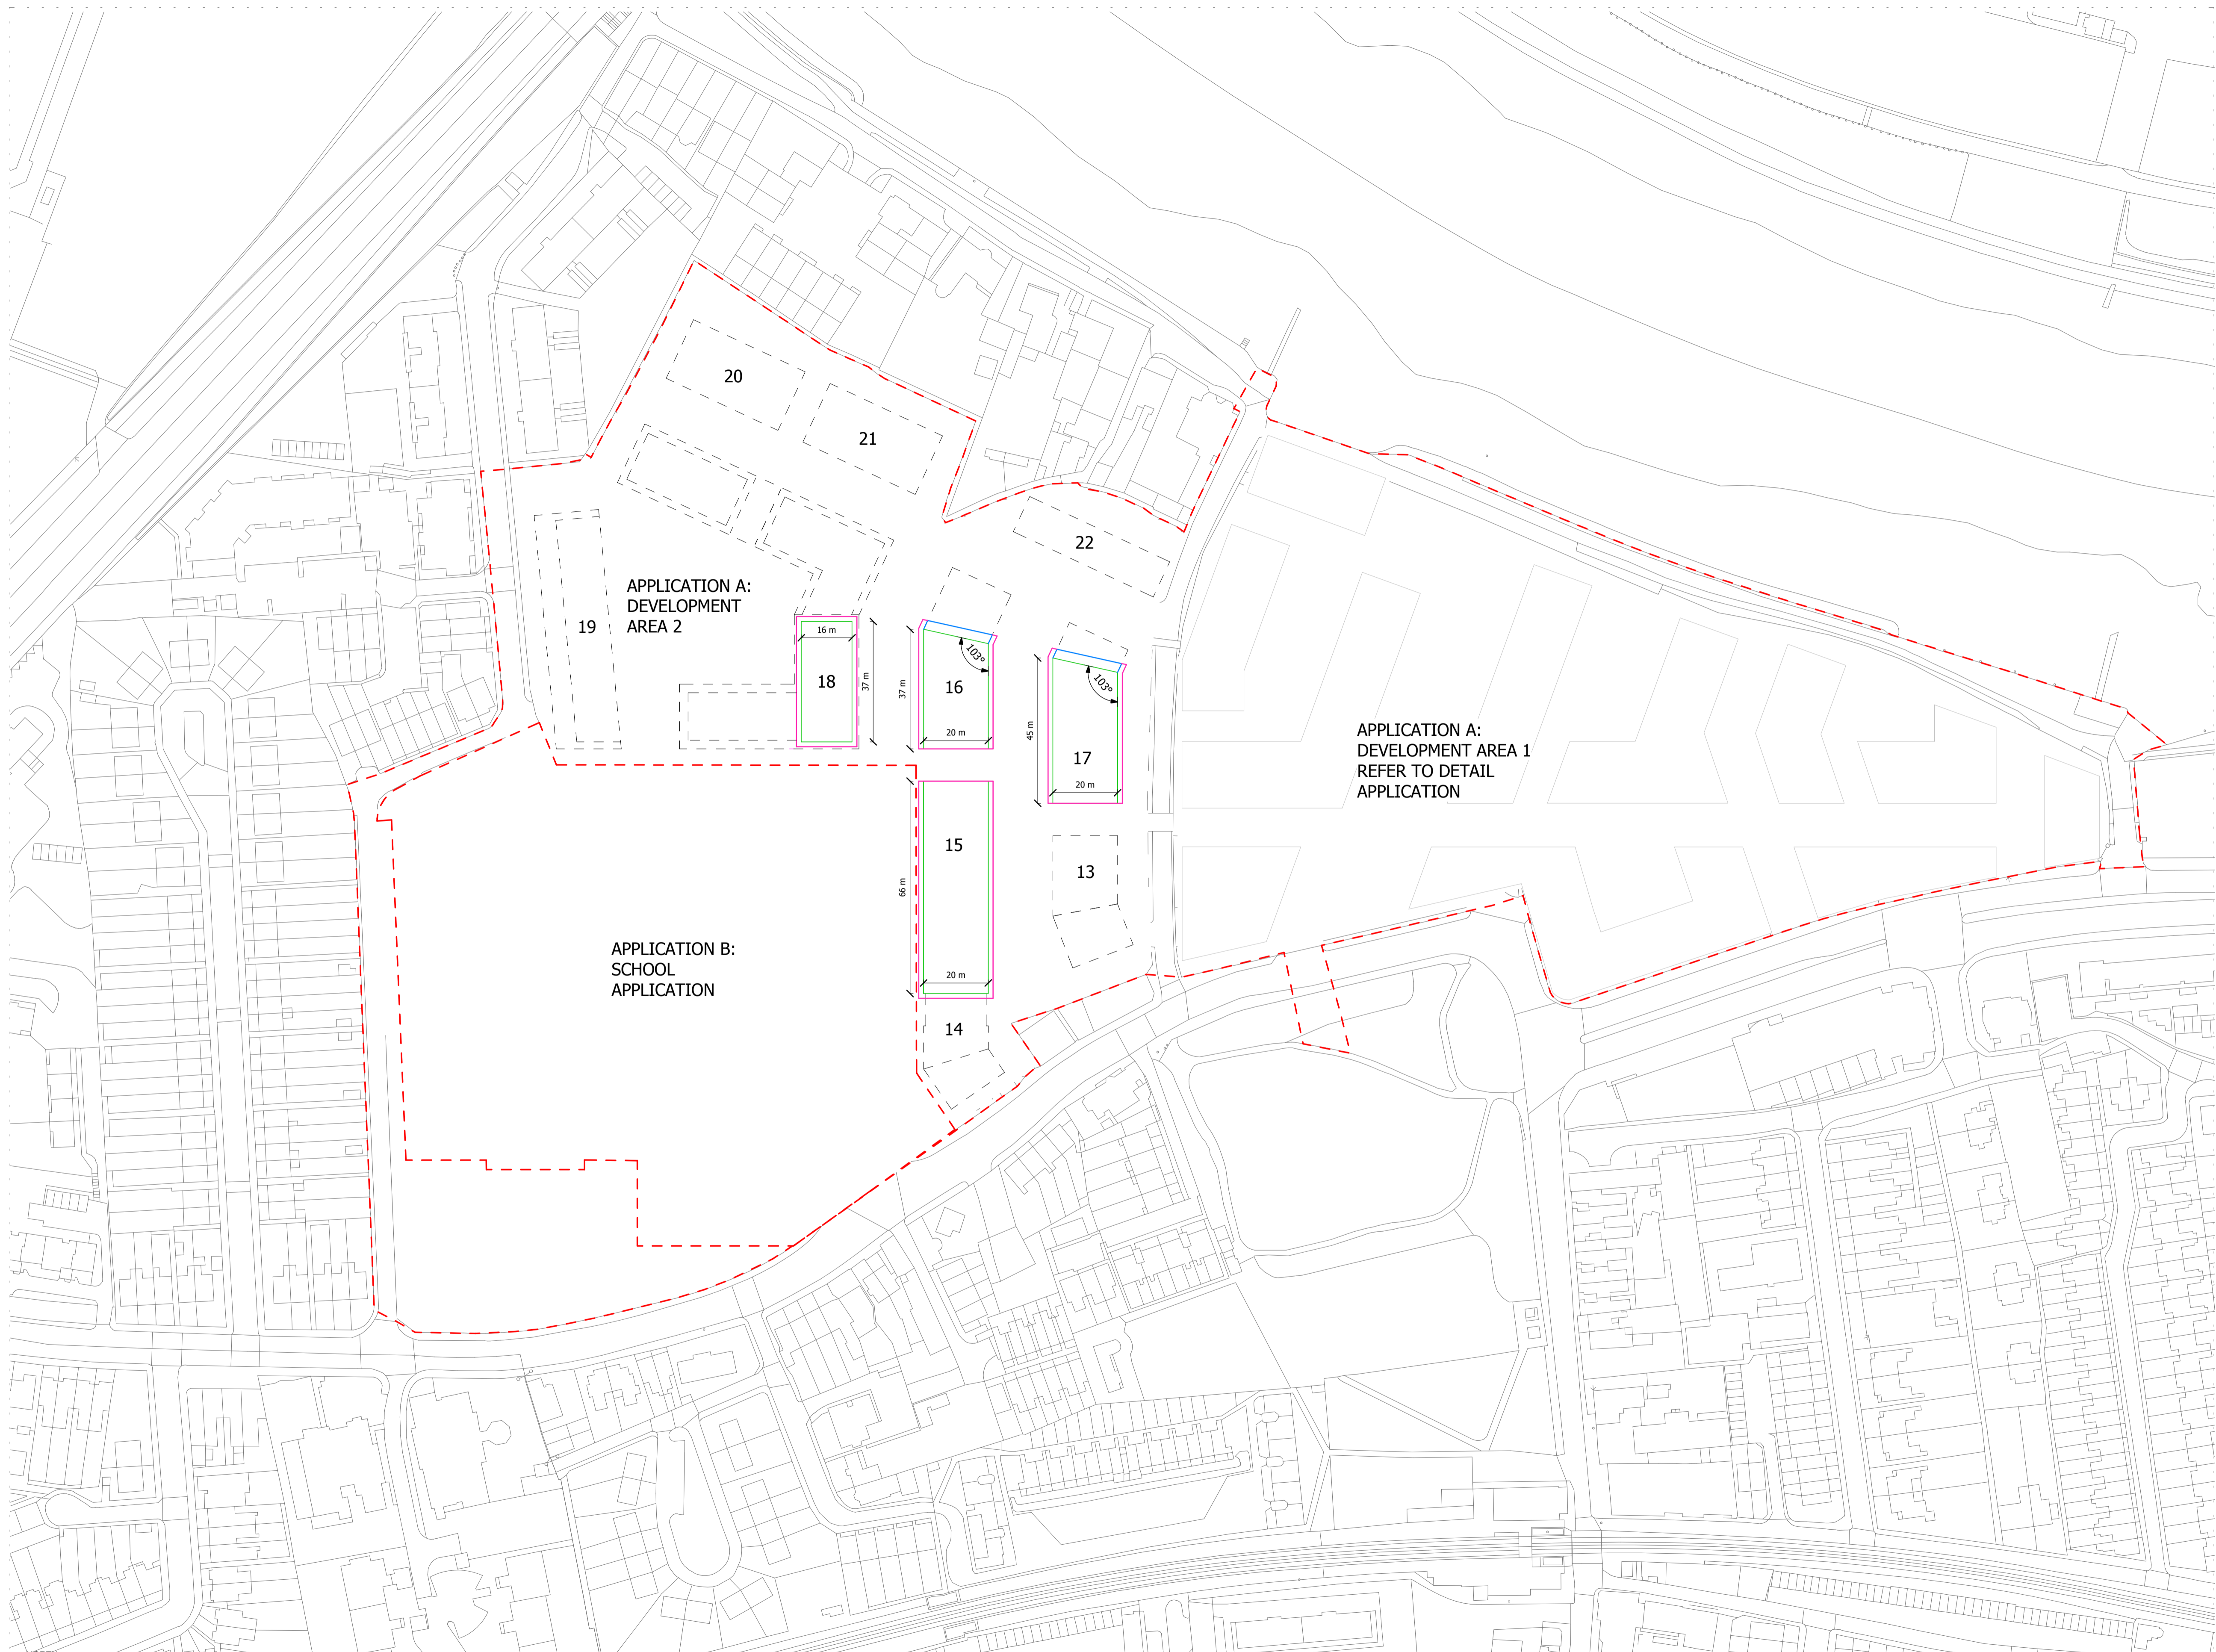 20
21
22
APPLICATION A:
DEVELOPMENT
AREA 2
19
16 m
18
37 m
37 m
103°
16
20 m
103°
45 m
17
20 m
APPLICATION A:
DEVELOPMENT AREA 1
REFER TO DETAIL
APPLICATION
15
13
66 m
20 m
14
APPLICATION B:
SCHOOL
APPLICATION